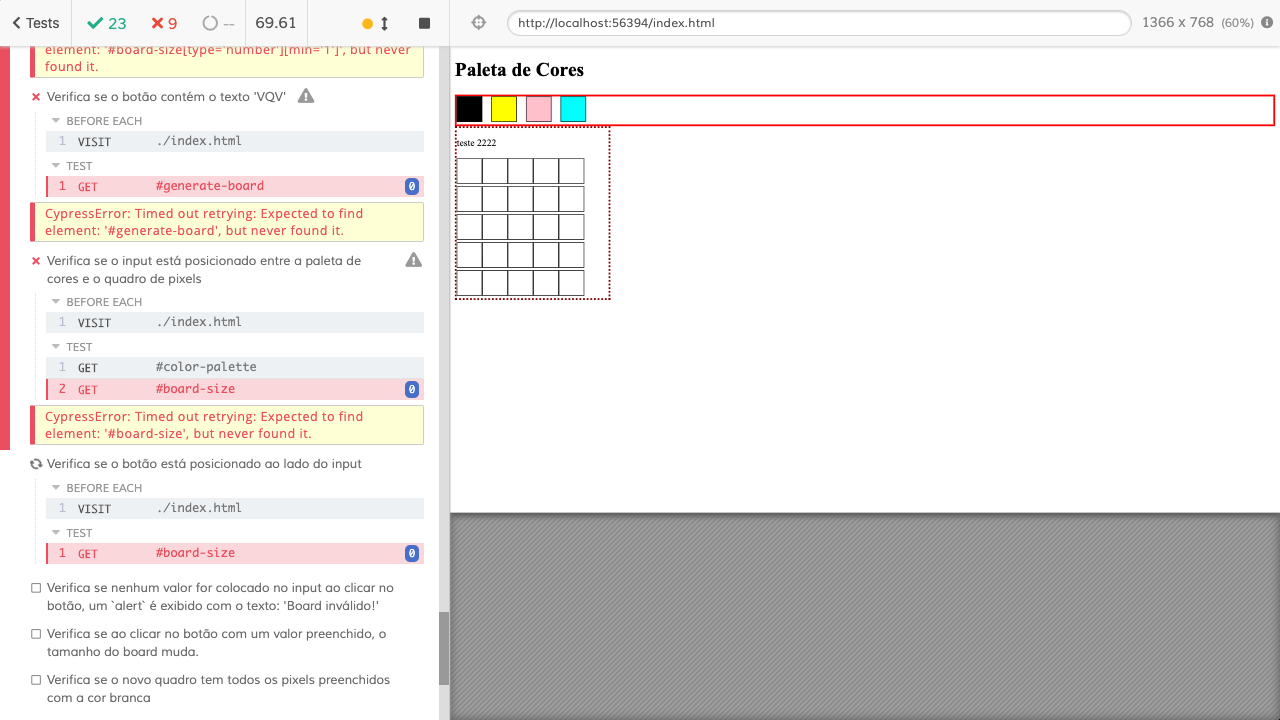 Tests 23 9 -- 69.61 http://localhost:56394/index.html 1366 x 768 (60%)
element: '#board-size[type='number'][min='1']', but never
found it.
Verifica se o botão contém o texto 'VQV'
BEFORE EACH
1 VISIT ./index.html
TEST
1 GET #generate-board 0
CypressError: Timed out retrying: Expected to find
element: '#generate-board', but never found it.
Verifica se o input está posicionado entre a paleta de
cores e o quadro de pixels
BEFORE EACH
1 VISIT ./index.html
TEST
1 GET #color-palette
2 GET #board-size 0
CypressError: Timed out retrying: Expected to find
element: '#board-size', but never found it.
Verifica se o botão está posicionado ao lado do input
BEFORE EACH
1 VISIT ./index.html
TEST
1 GET #board-size 0
Verifica se nenhum valor for colocado no input ao clicar no
botão, um `alert` é exibido com o texto: 'Board inválido!'
Verifica se ao clicar no botão com um valor preenchido, o
tamanho do board muda.
Verifica se o novo quadro tem todos os pixels preenchidos
com a cor branca
Paleta de Cores
teste 2222